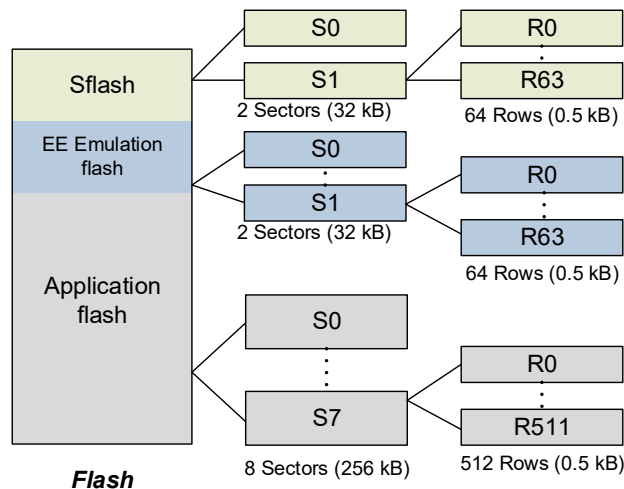 Sflash
S0
S1
2 Sectors (32 kB)
R0
R63
64 Rows (0.5 kB)
EE Emulation
flash
S0
S1
2 Sectors (32 kB)
R0
R63
64 Rows (0.5 kB)
Application
flash
S0
S7
8 Sectors (256 kB)
R0
R511
512 Rows (0.5 kB)
Flash